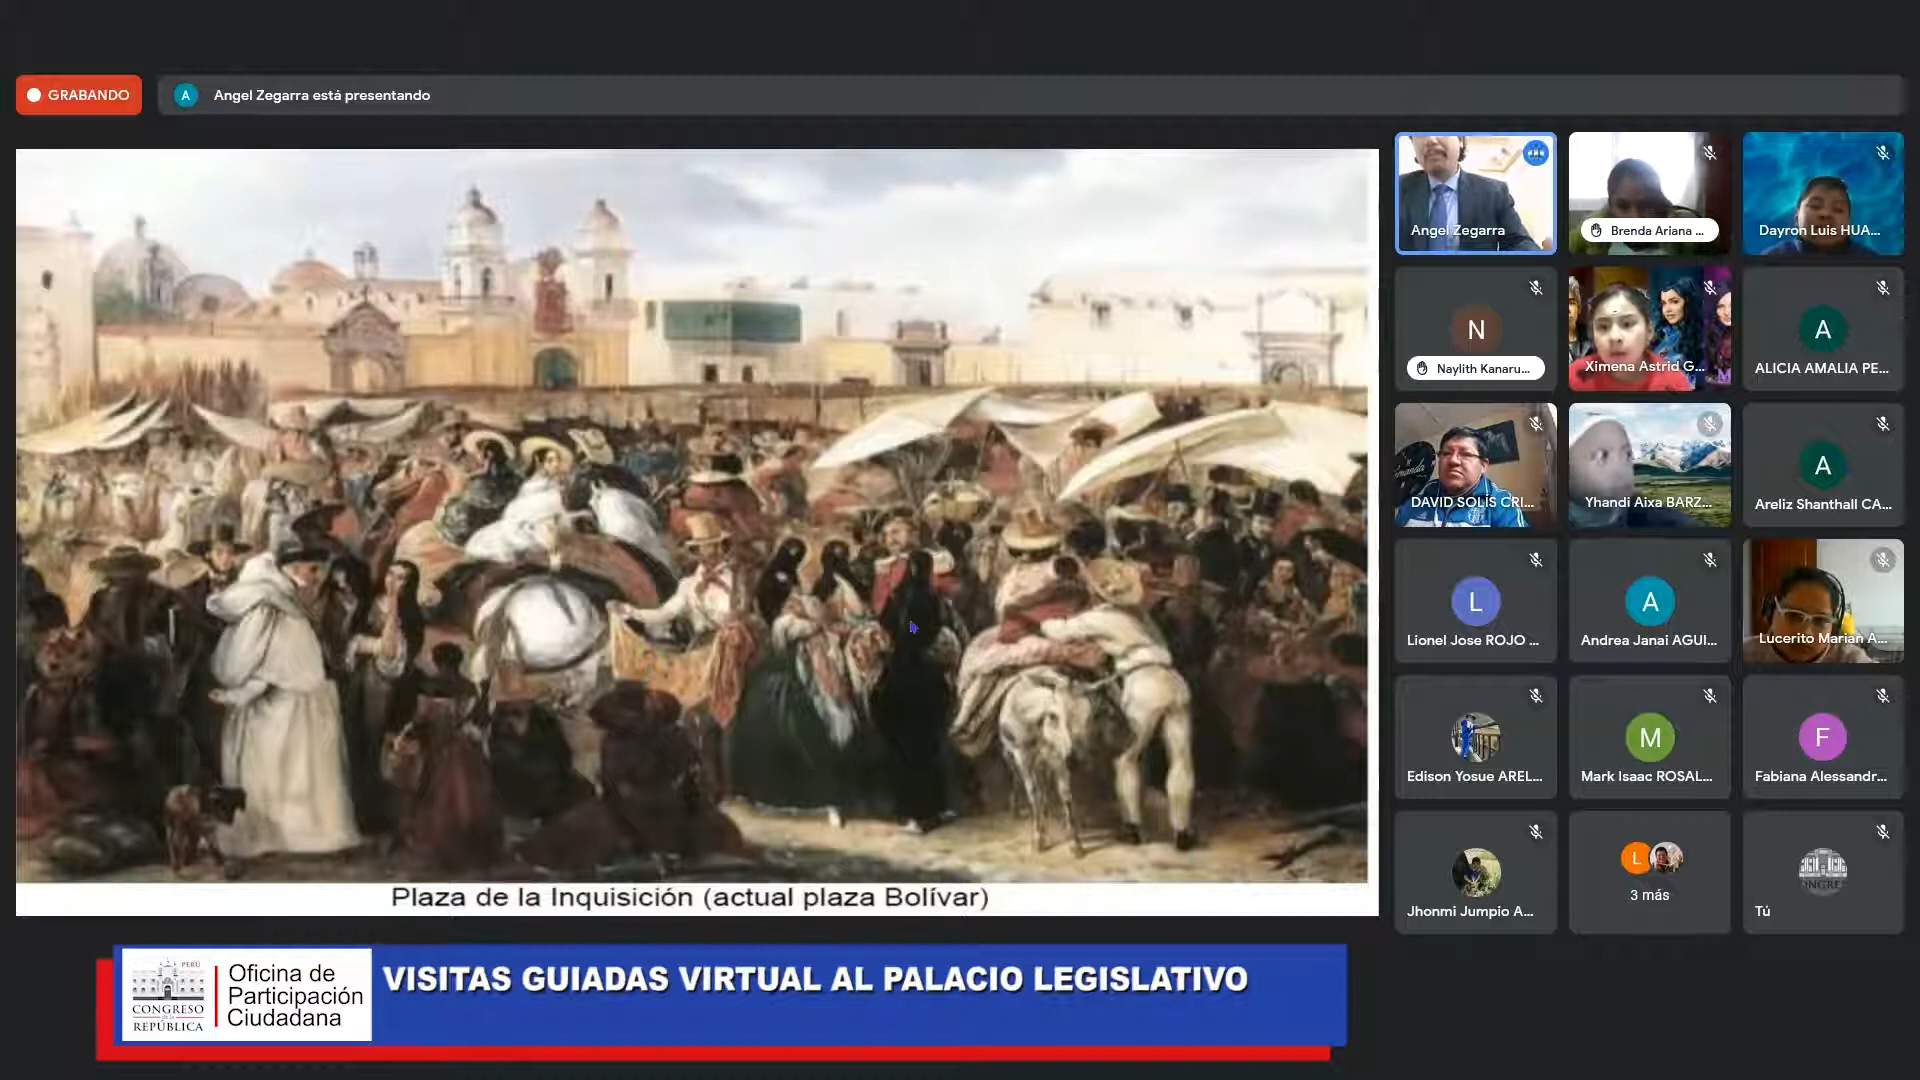 GRABANDO
A
Angel Zegarra está presentando
Angel Zegarra
Brenda Ariana ...
Dayron Luis HUA...
N
Naylith Kanaru...
Ximena Astrid G...
A
ALICIA AMALIA PE...
DAVID SOLÍS CRI...
Yhandi Aixa BARZ...
A
Areliz Shanthall CA...
L
Lionel Jose ROJO ...
A
Andrea Janai AGUI...
Lucerito Marian A...
Edison Yosue AREL...
M
Mark Isaac ROSAL...
F
Fabiana Alessandr...
Jhonmi Jumpio A...
L
3 más
Tú
Plaza de la Inquisición (actual plaza Bolívar)
PERÚ
CONGRESO
de la
REPÚBLICA
Oficina de
Participación
Ciudadana
VISITAS GUIADAS VIRTUAL AL PALACIO LEGISLATIVO